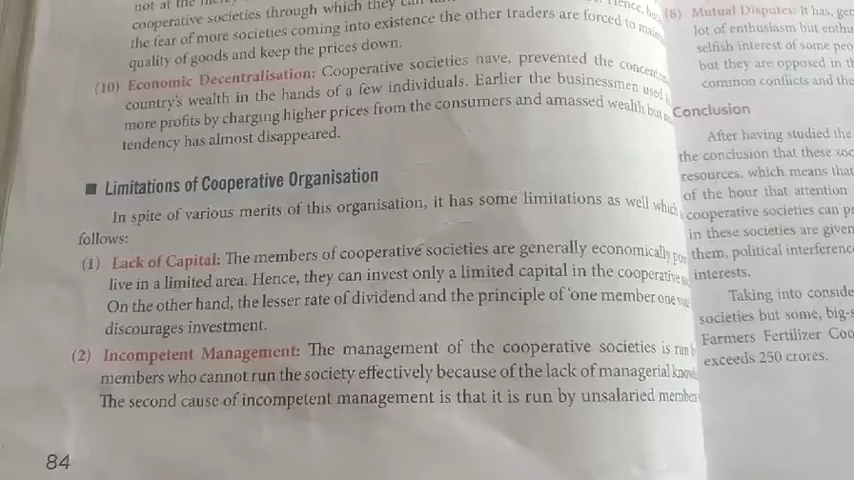 cooperative societies through which they can
the fear of more societies coming into existence the other traders are forced to
quality of goods and keep the prices down.
(10) Economic Decentralisation: Cooperative societies have, prevented the
country's wealth in the hands of a few individuals. Earlier the businessmen used
more profits by charging higher prices from the consumers and amassed wealth but
tendency has almost disappeared.
■ Limitations of Cooperative Organisation
In spite of various merits of this organisation, it has some limitations as well which
follows:
(1) Lack of Capital: The members of cooperative societies are generally economically
live in a limited area. Hence, they can invest only a limited capital in the cooperative
On the other hand, the lesser rate of dividend and the principle of 'one member one
discourages investment.
(2) Incompetent Management: The management of the cooperative societies is run
members who cannot run the society effectively because of the lack of managerial
The second cause of incompetent management is that it is run by unsalaried
84
(8) Mutual Disputes: It has,
lot of enthusiasm but
selfish interest of some
but they are opposed in
common conflicts and the
Conclusion
After having studied the
the conclusion that these
resources, which means that
of the hour that attention
cooperative societies can
in these societies are given
them, political
interests.
Taking into
societies but some,
Farmers Fertilizer
exceeds 250 crores.